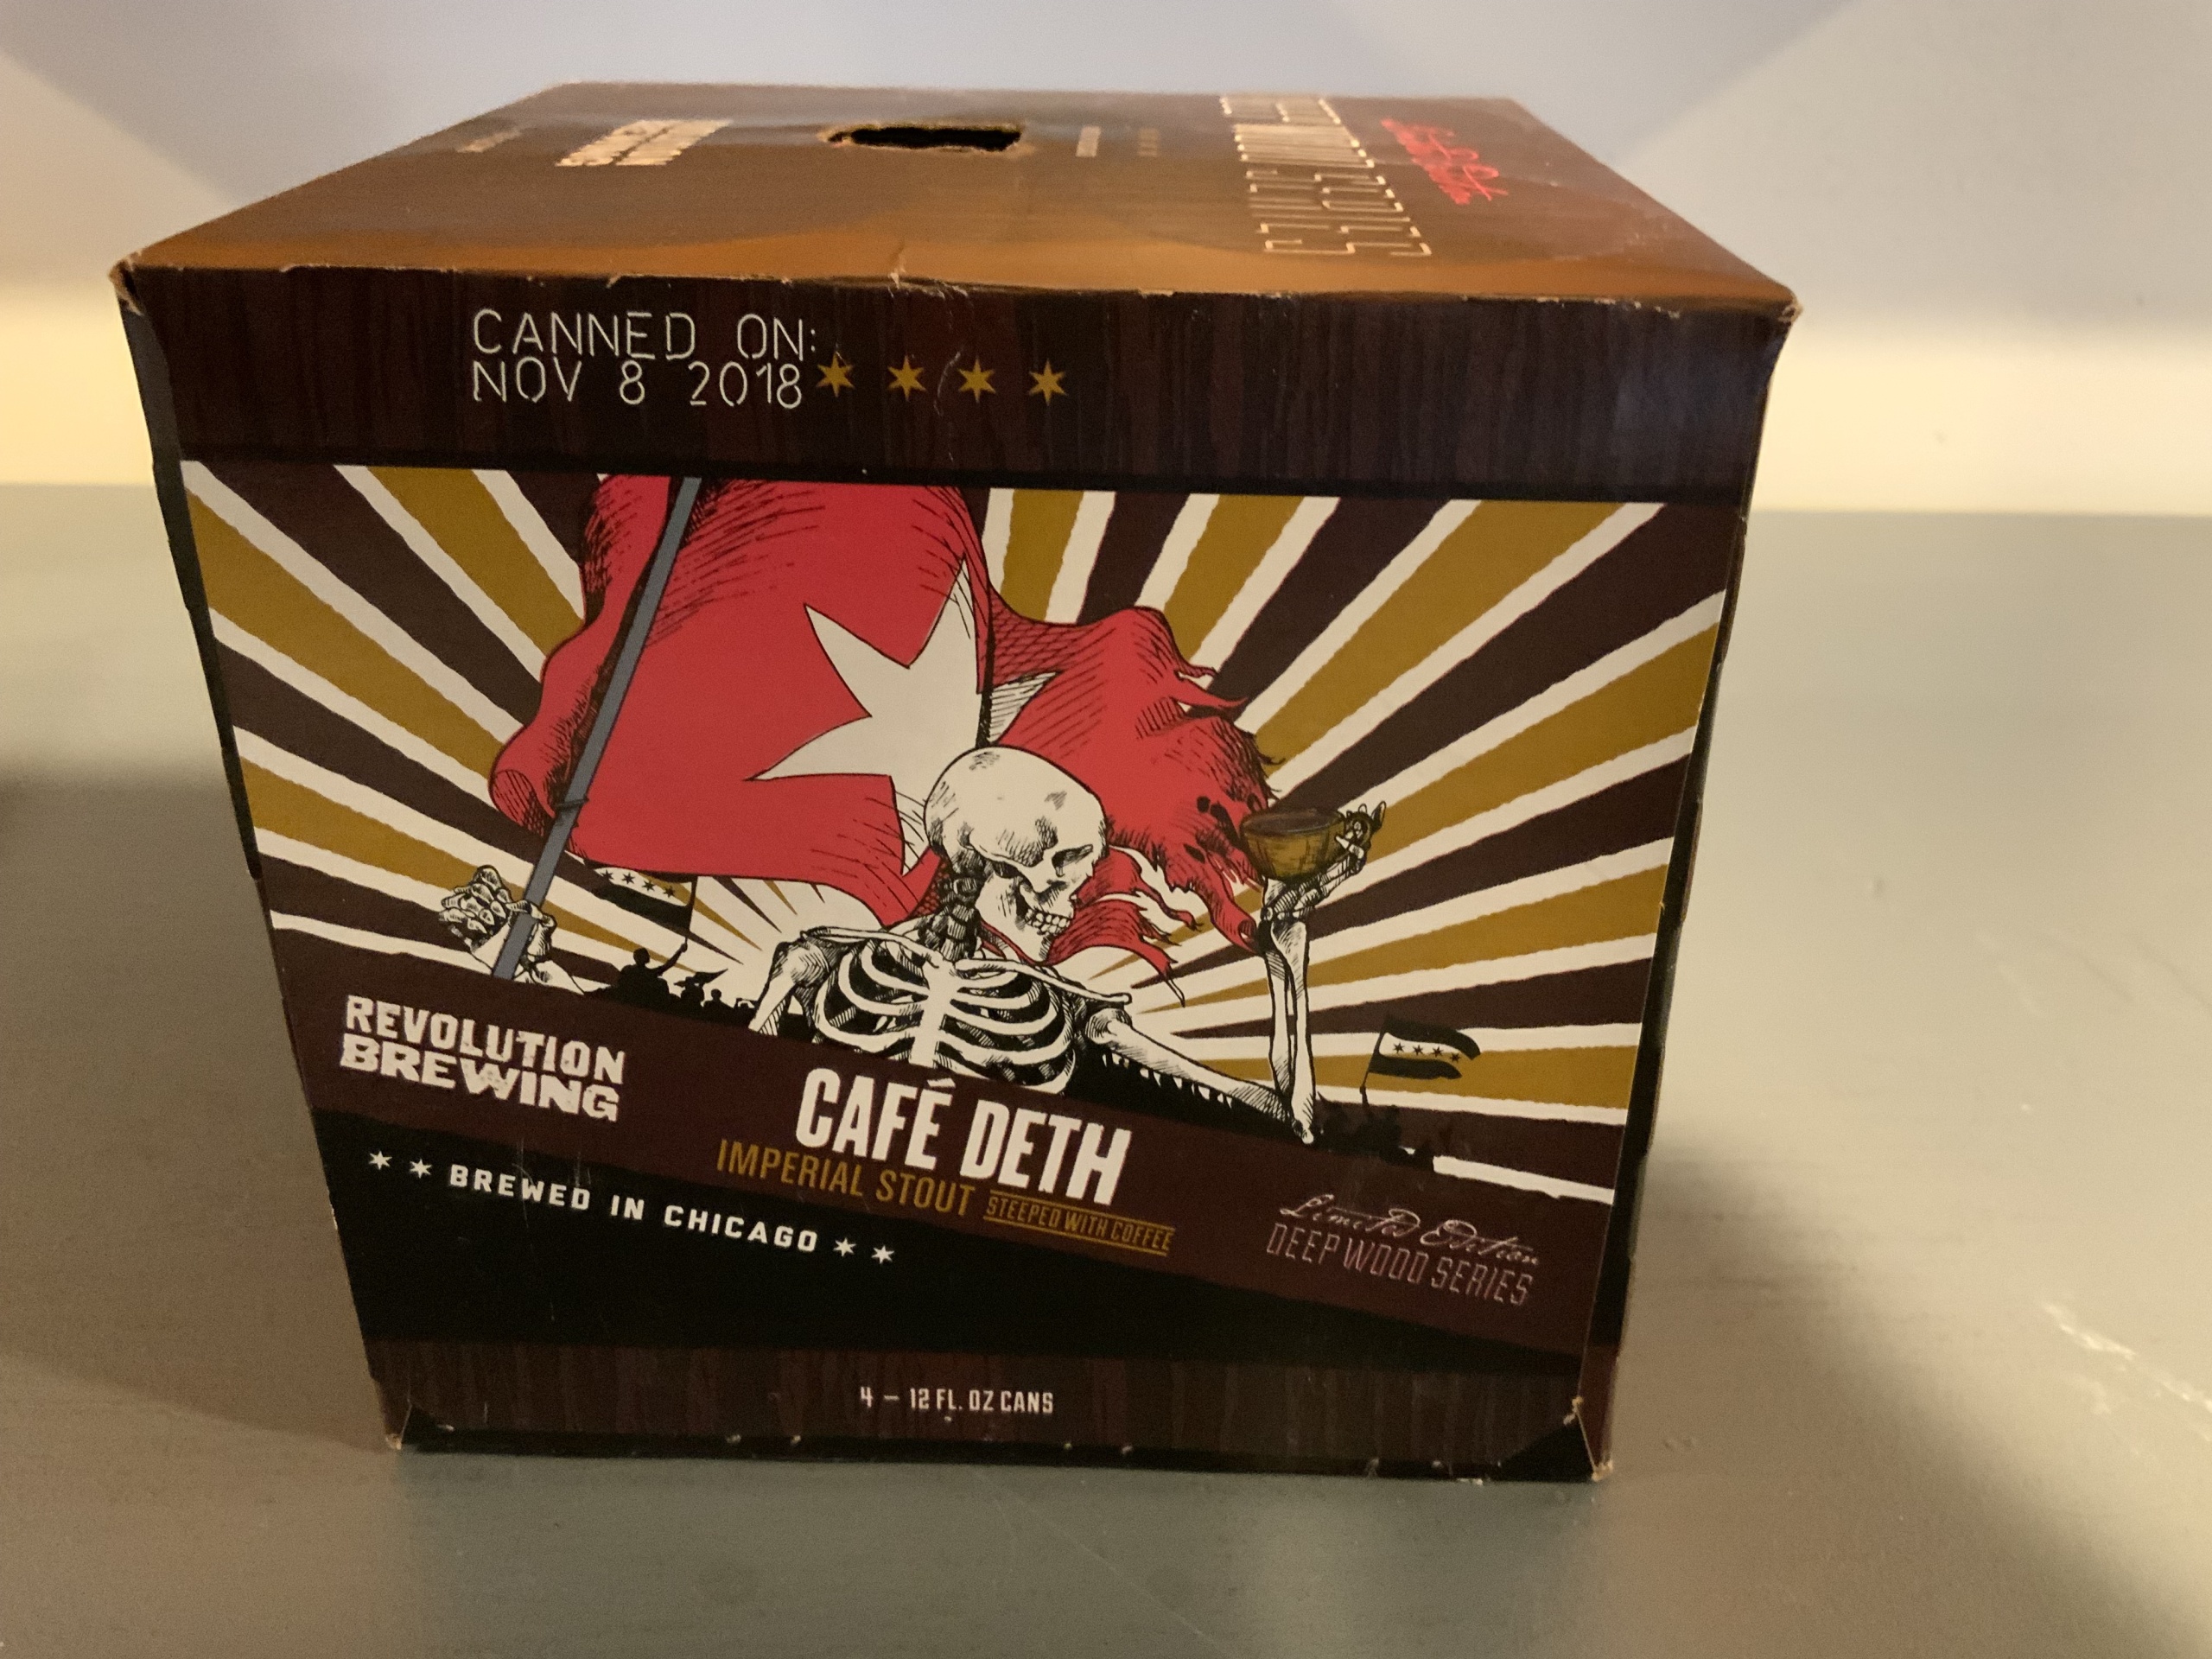 CANNED ON:
NOV 8 2018
REVOLUTION
BREWING
CAFÉ DETH
IMPERIAL STOUT STEEPED WITH COFFEE
★ ★ BREWED IN CHICAGO ★ ★
Limited Edition
DEEP WOOD SERIES
4 – 12 FL. OZ CANS